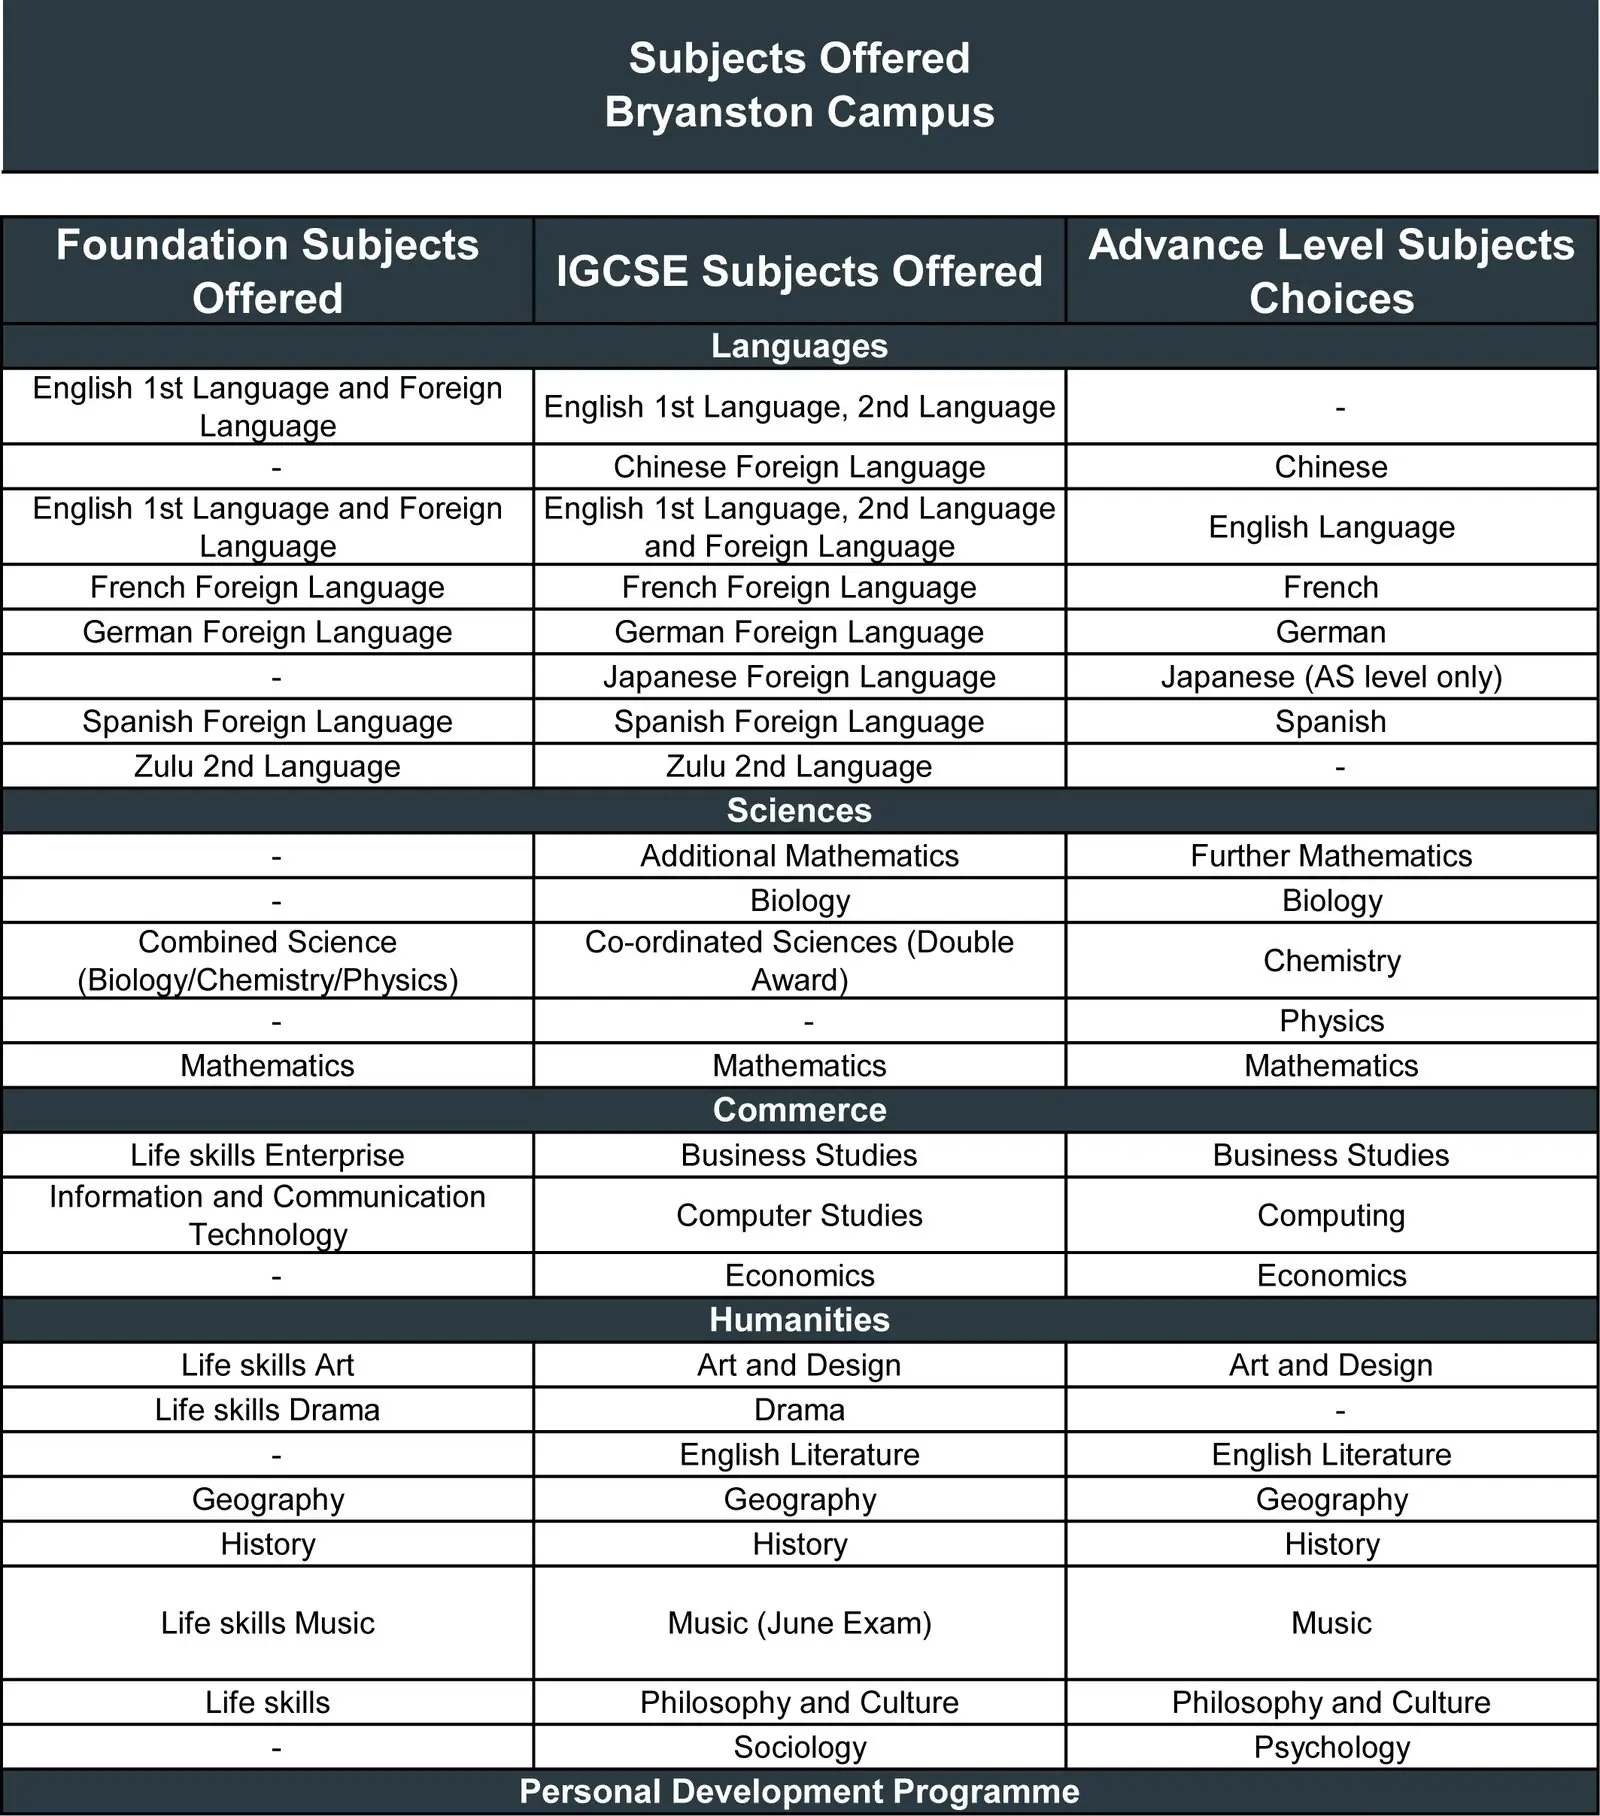 Subjects Offered
Bryanston Campus
Foundation Subjects Offered
IGCSE Subjects Offered
Advance Level Subjects Choices
Languages
English 1st Language and Foreign Language
English 1st Language, 2nd Language
-
-
Chinese Foreign Language
Chinese
English 1st Language and Foreign Language
English 1st Language, 2nd Language and Foreign Language
English Language
French Foreign Language
French Foreign Language
French
German Foreign Language
German Foreign Language
German
-
Japanese Foreign Language
Japanese (AS level only)
Spanish Foreign Language
Spanish Foreign Language
Spanish
Zulu 2nd Language
Zulu 2nd Language
-
Sciences
-
Additional Mathematics
Further Mathematics
-
Biology
Biology
Combined Science (Biology/Chemistry/Physics)
Co-ordinated Sciences (Double Award)
Chemistry
-
-
Physics
Mathematics
Mathematics
Mathematics
Commerce
Life skills Enterprise
Business Studies
Business Studies
Information and Communication Technology
Computer Studies
Computing
-
Economics
Economics
Humanities
Life skills Art
Art and Design
Art and Design
Life skills Drama
Drama
-
-
English Literature
English Literature
Geography
Geography
Geography
History
History
History
Life skills Music
Music (June Exam)
Music
Life skills
Philosophy and Culture
Philosophy and Culture
-
Sociology
Psychology
Personal Development Programme